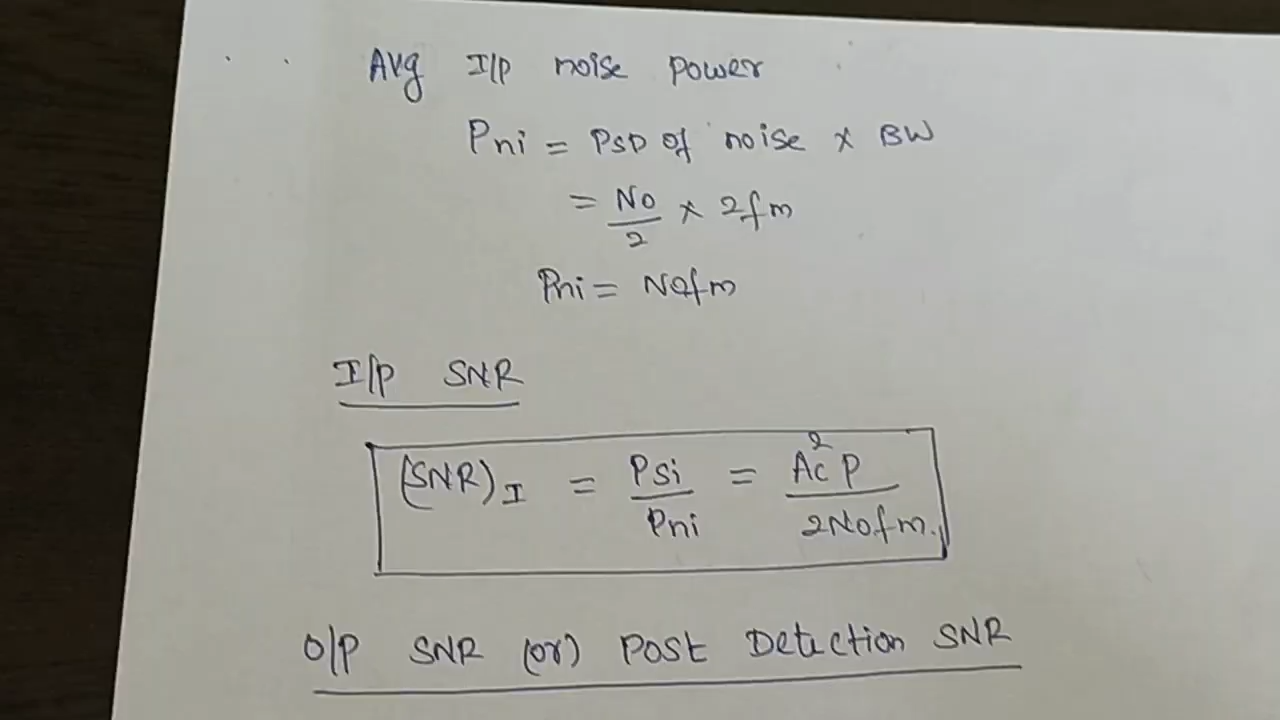 Avg I/p noise power
Pni = PSD of noise x BW
= No/2 x 2fm
Pni = Nofm
I/p SNR
(SNR)I = Psi/Pni = Ac²P/2Nofm.
O/P SNR (or) Post Detection SNR